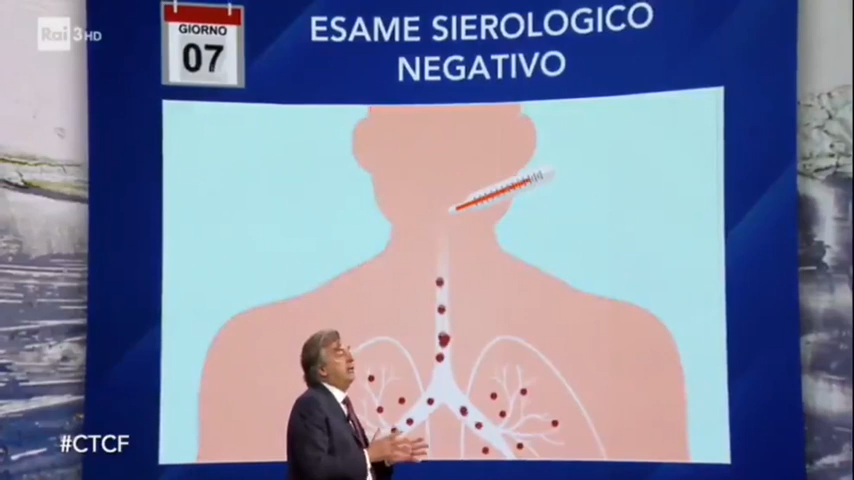 Rai 3 HD
GIORNO
07
ESAME SIEROLOGICO
NEGATIVO
#CTCF